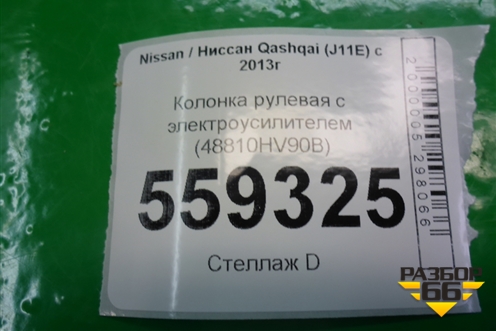 Nissan / Ниссан Qashqai (J11E) с
2013г
Колонка рулевая с
электроусилителем
(48810HV90B)
559325
Стеллаж D
2000005298066
РАЗБОР
66